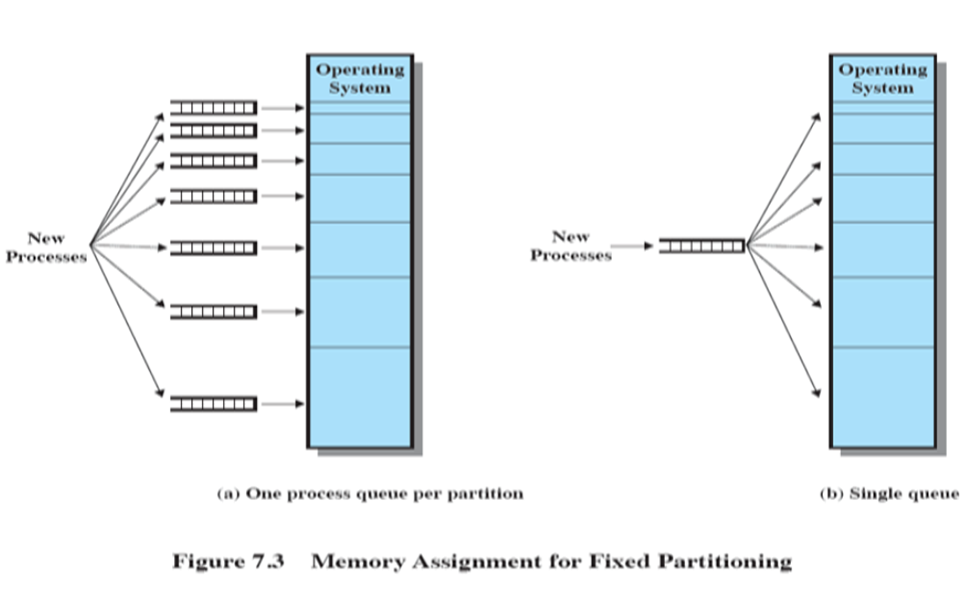 Operating
System
New
Processes
(a) One process queue per partition
Operating
System
New
Processes
(b) Single queue
Figure 7.3 Memory Assignment for Fixed Partitioning